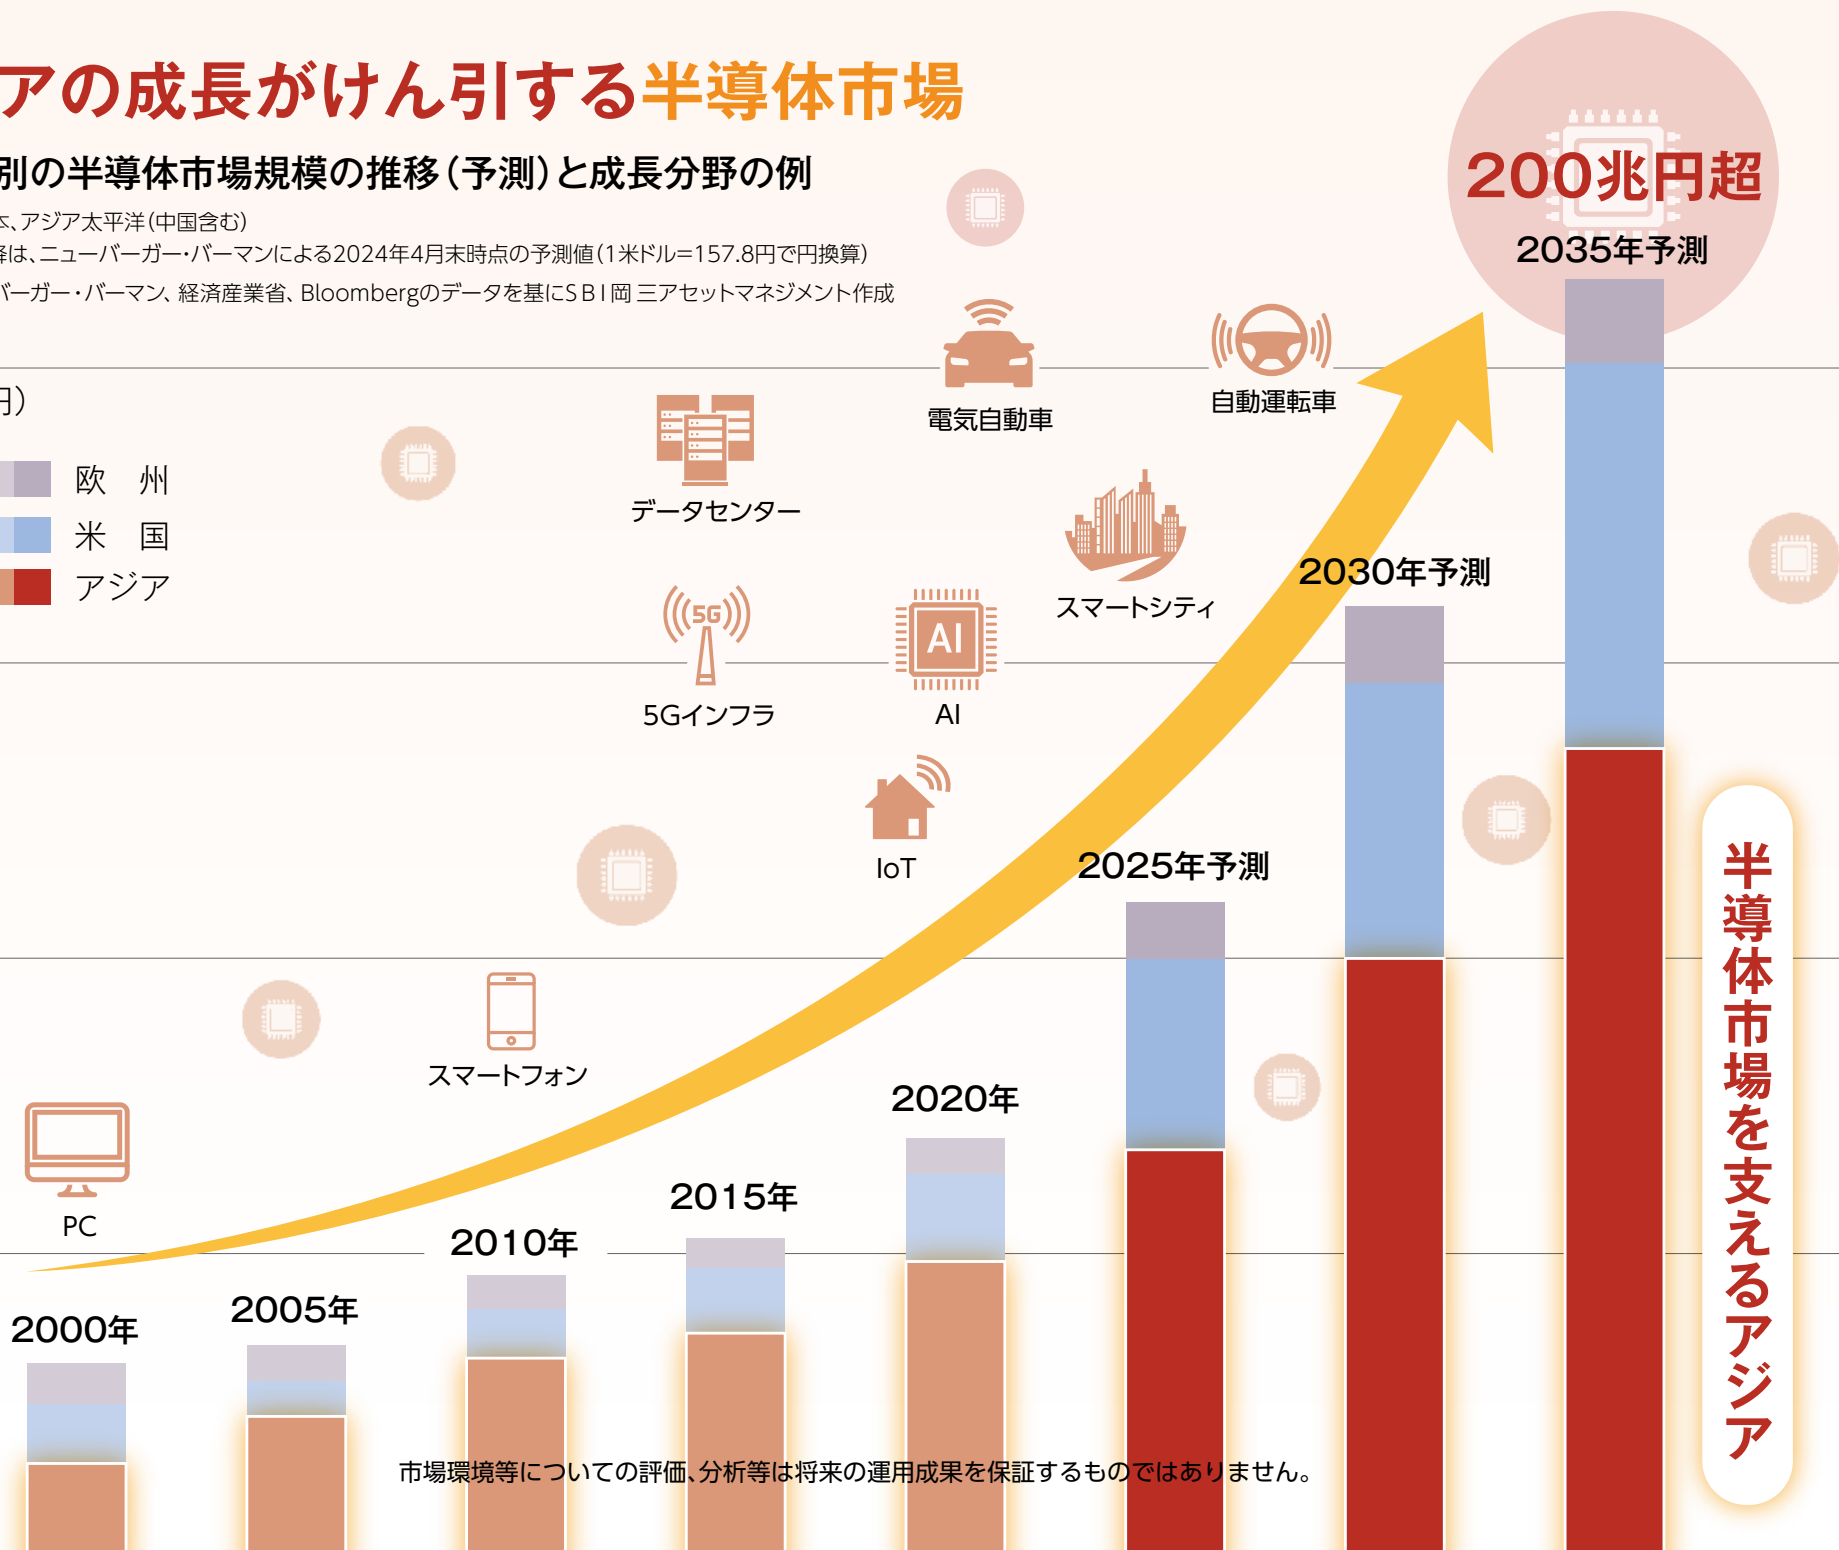 アの成長がけん引する半導体市場
別の半導体市場規模の推移(予測)と成長分野の例
本、アジア太平洋(中国含む)
降は、ニューバーガー・バーマンによる2024年4月末時点の予測値(1米ドル=157.8円で円換算)
バーガー・バーマン、経済産業省、Bloombergのデータを基にSBI岡三アセットマネジメント作成
円)
欧 州
米 国
アジア
200兆円超
2035年予測
電気自動車
自動運転車
データセンター
スマートシティ
2030年予測
5G
AI
5Gインフラ
AI
IoT
2025年予測
スマートフォン
2020年
PC
2015年
2010年
2005年
2000年
半導体市場を支えるアジア
市場環境等についての評価、分析等は将来の運用成果を保証するものではありません。